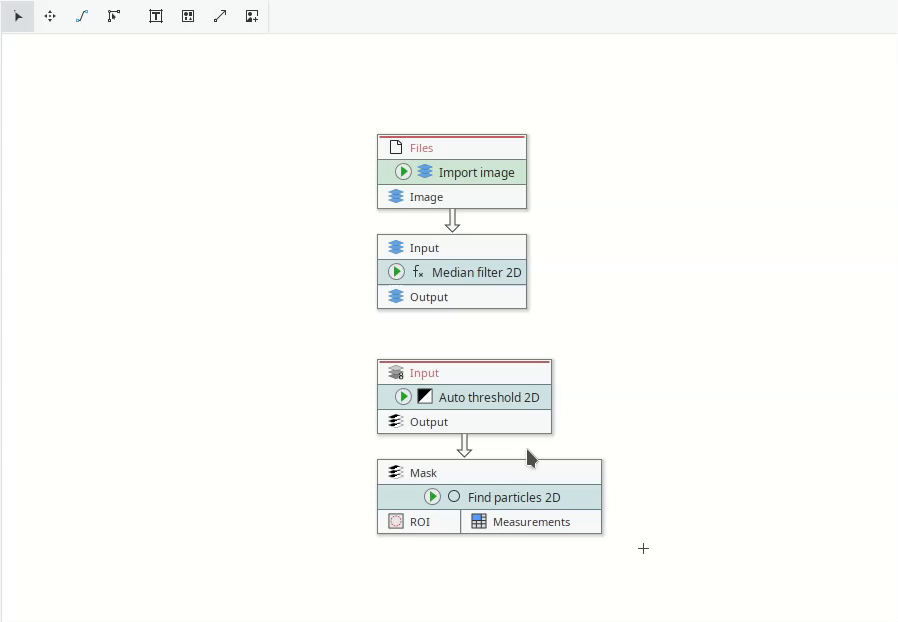 Files
Import image
Image
Input
fx Median filter 2D
Output
Input
Auto threshold 2D
Output
Mask
Find particles 2D
ROI Measurements